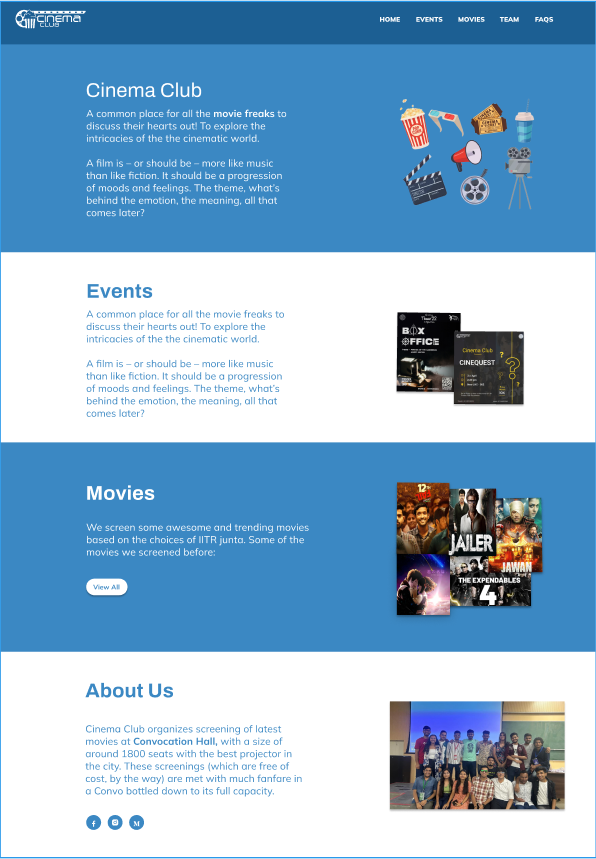 Cinema
CLUB
HOME EVENTS MOVIES TEAM FAQS
Cinema Club
A common place for all the movie freaks to
discuss their hearts out! To explore the
intricacies of the the cinematic world.
A film is – or should be – more like music
than like fiction. It should be a progression
of moods and feelings. The theme, what's
behind the emotion, the meaning, all that
comes later?
Events
A common place for all the movie freaks to
discuss their hearts out! To explore the
intricacies of the the cinematic world.
A film is – or should be – more like music
than like fiction. It should be a progression
of moods and feelings. The theme, what's
behind the emotion, the meaning, all that
comes later?
BOX
OFFICE
Cinema Club
CINEQUEST
Movies
We screen some awesome and trending movies
based on the choices of IITR junta. Some of the
movies we screened before:
View All
12th
JAILER
JAWAN
THE EXPENDABLES
4
About Us
Cinema Club organizes screening of latest
movies at Convocation Hall, with a size of
around 1800 seats with the best projector in
the city. These screenings (which are free of
cost, by the way) are met with much fanfare in
a Convo bottled down to its full capacity.